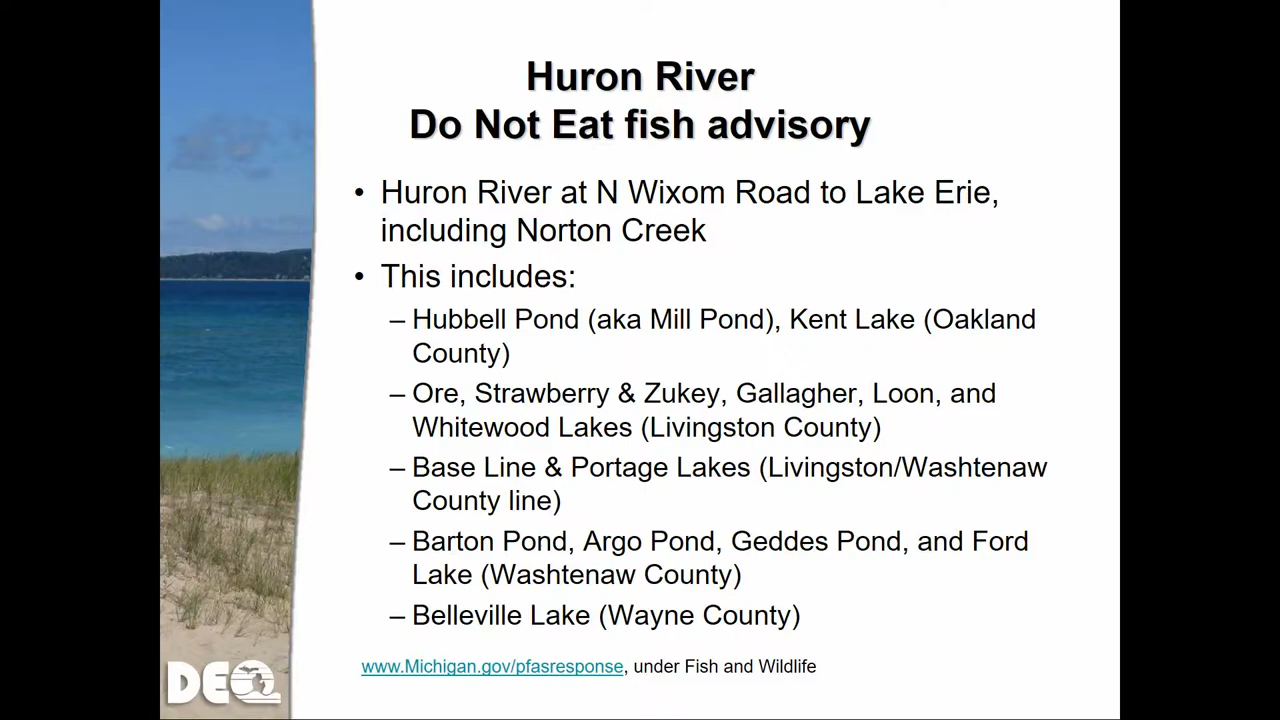 Huron River
Do Not Eat fish advisory
• Huron River at N Wixom Road to Lake Erie,
including Norton Creek
• This includes:
– Hubbell Pond (aka Mill Pond), Kent Lake (Oakland
County)
– Ore, Strawberry & Zukey, Gallagher, Loon, and
Whitewood Lakes (Livingston County)
– Base Line & Portage Lakes (Livingston/Washtenaw
County line)
– Barton Pond, Argo Pond, Geddes Pond, and Ford
Lake (Washtenaw County)
– Belleville Lake (Wayne County)
www.Michigan.gov/pfasresponse, under Fish and Wildlife
DEQ